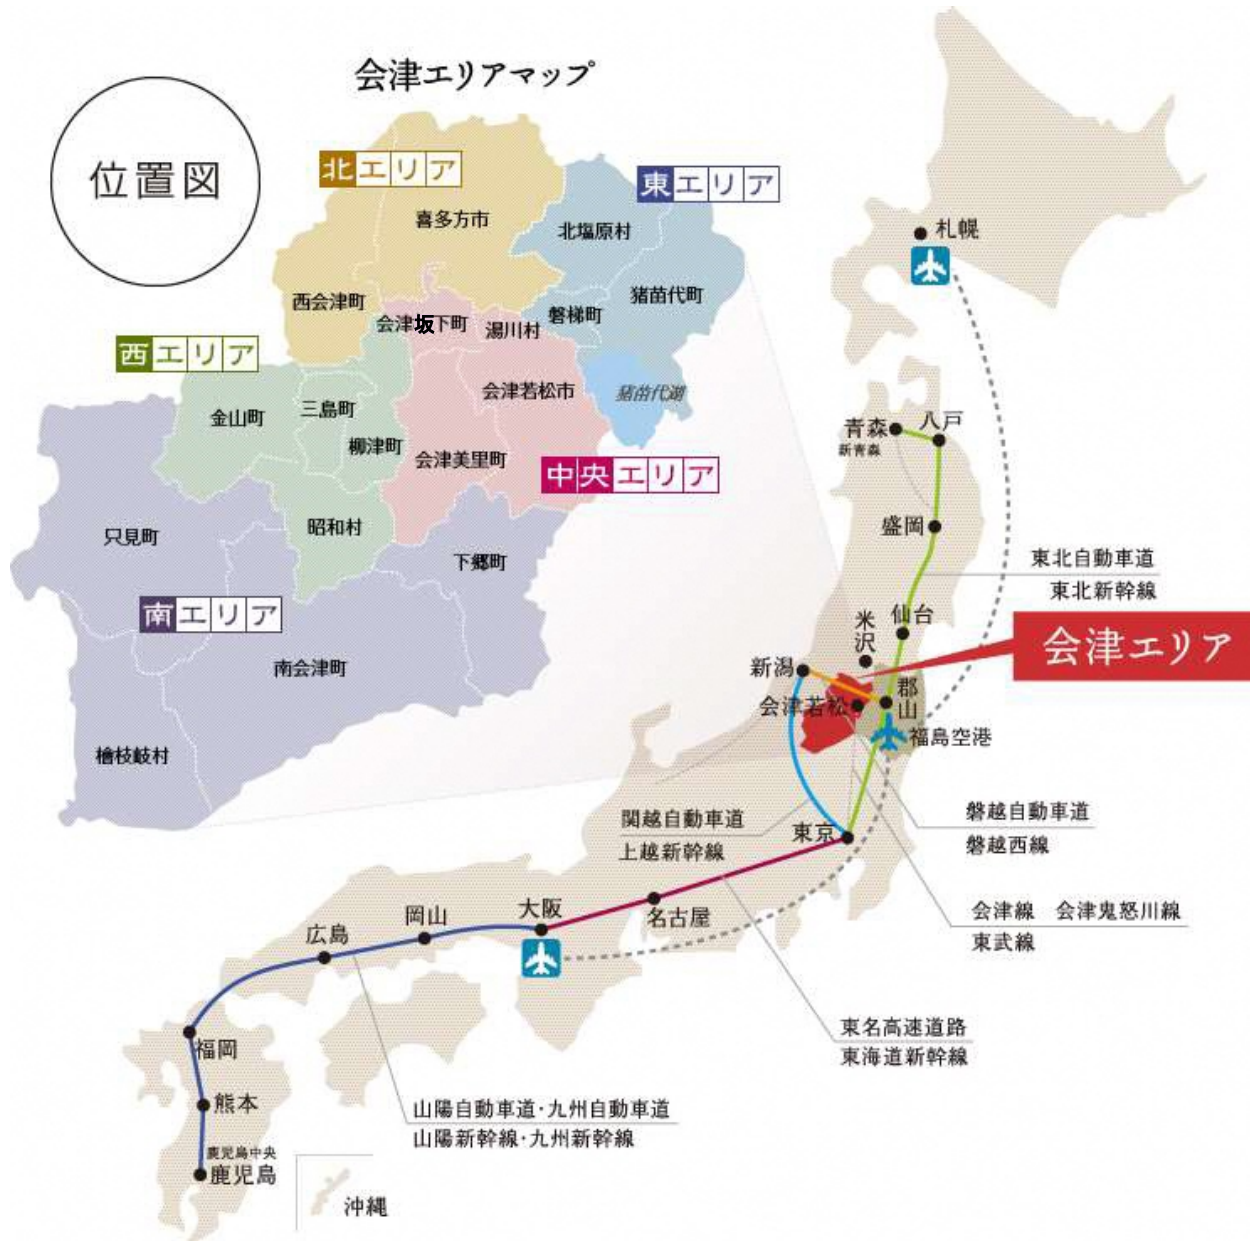 会津エリアマップ
位置図
北エリア
東エリア
喜多方市
北塩原村
西会津町
猪苗代町
磐梯町
会津坂下町
湯川村
西エリア
猪苗代湖
会津若松市
三島町
金山町
柳津町
会津美里町
中央エリア
昭和村
只見町
下郷町
南エリア
南会津町
檜枝岐村
札幌
八戸
青森
新青森
盛岡
東北自動車道
東北新幹線
仙台
米沢
会津エリア
新潟
郡山
会津若松
福島空港
関越自動車道
上越新幹線
東京
磐越自動車道
磐越西線
会津線 会津鬼怒川線
東武線
大阪
名古屋
岡山
広島
東名高速道路
東海道新幹線
福岡
熊本
山陽自動車道・九州自動車道
山陽新幹線・九州新幹線
鹿児島中央
鹿児島
沖縄